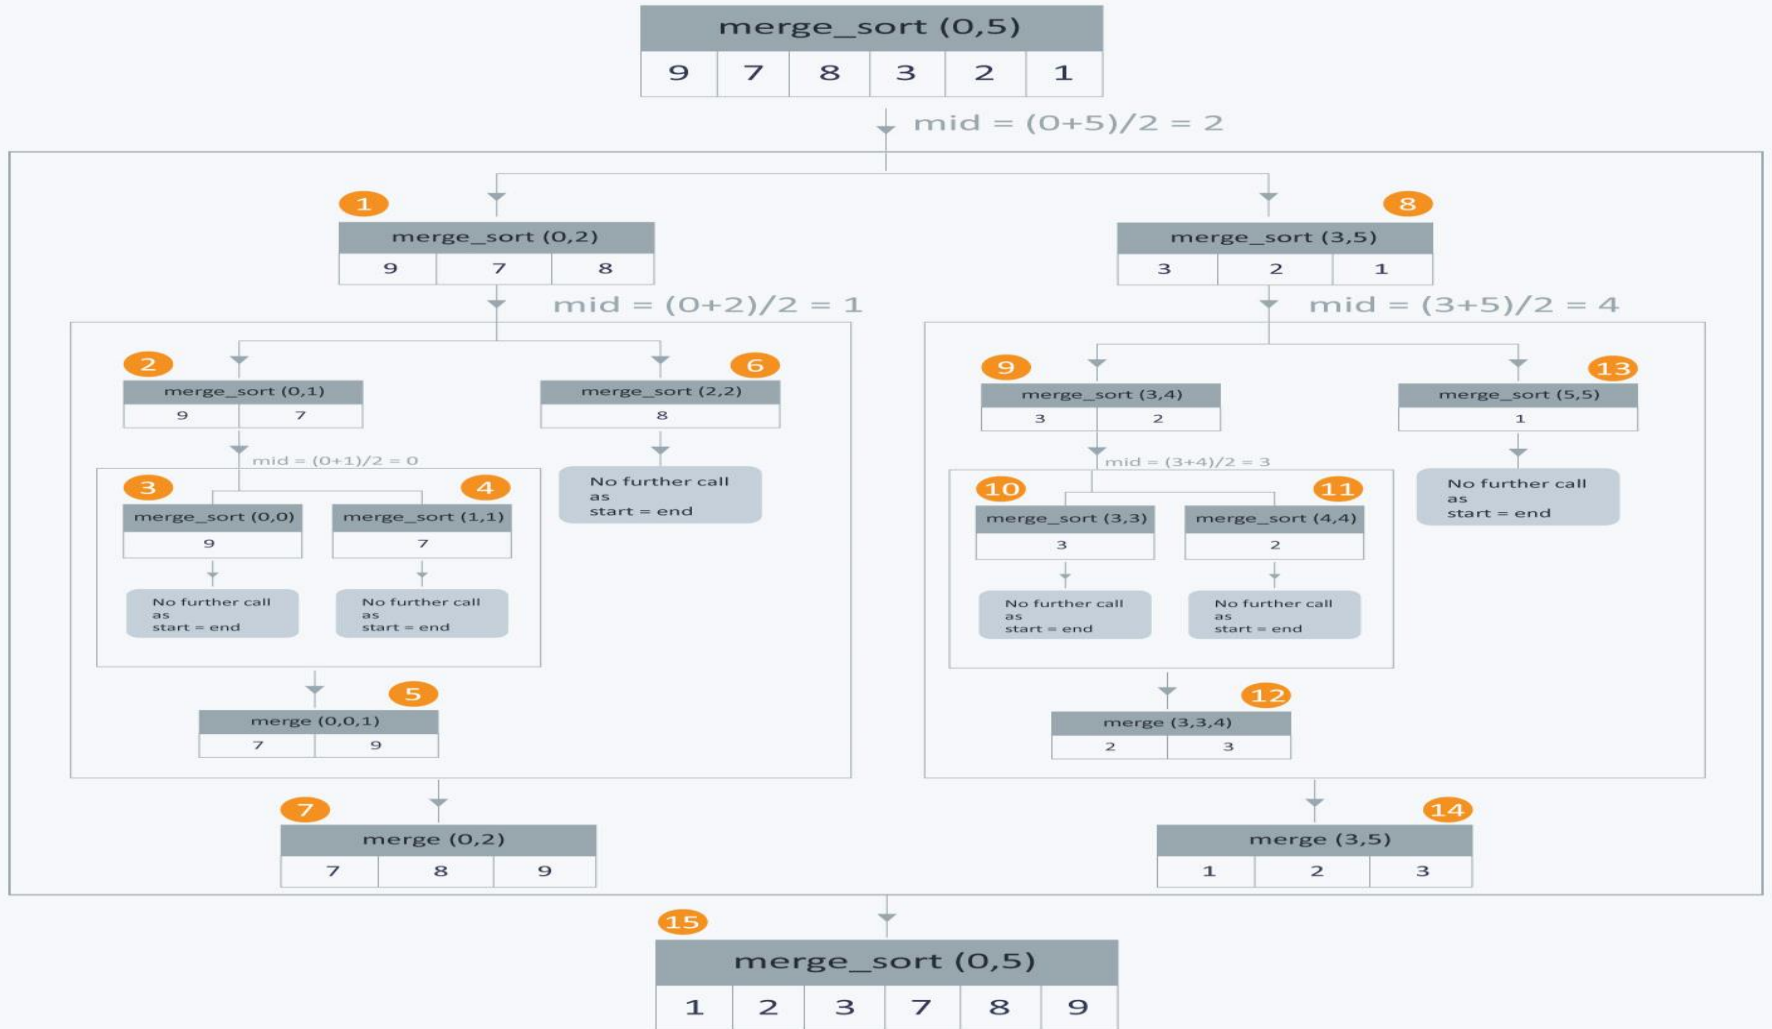 merge_sort (0,5)
9 7 8 3 2 1
mid = (0+5)/2 = 2
1
merge_sort (0,2)
9 7 8
mid = (0+2)/2 = 1
2
merge_sort (0,1)
9 7
mid = (0+1)/2 = 0
3
merge_sort (0,0)
9
No further call
as
start = end
4
merge_sort (1,1)
7
No further call
as
start = end
5
merge (0,0,1)
7 9
6
merge_sort (2,2)
8
No further call
as
start = end
7
merge (0,2)
7 8 9
8
merge_sort (3,5)
3 2 1
mid = (3+5)/2 = 4
9
merge_sort (3,4)
3 2
mid = (3+4)/2 = 3
10
merge_sort (3,3)
3
No further call
as
start = end
11
merge_sort (4,4)
2
No further call
as
start = end
12
merge (3,3,4)
2 3
13
merge_sort (5,5)
1
No further call
as
start = end
14
merge (3,5)
1 2 3
15
merge_sort (0,5)
1 2 3 7 8 9